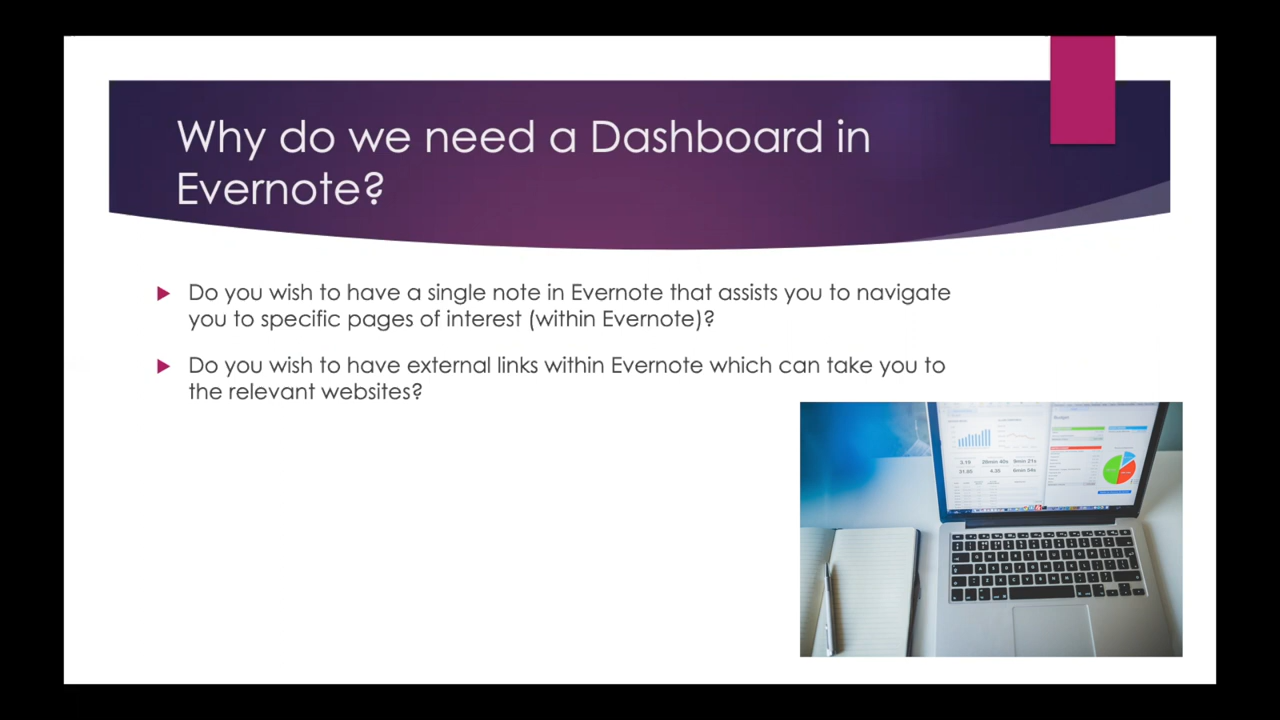 Why do we need a Dashboard in
Evernote?
Do you wish to have a single note in Evernote that assists you to navigate
you to specific pages of interest (within Evernote)?
Do you wish to have external links within Evernote which can take you to
the relevant websites?